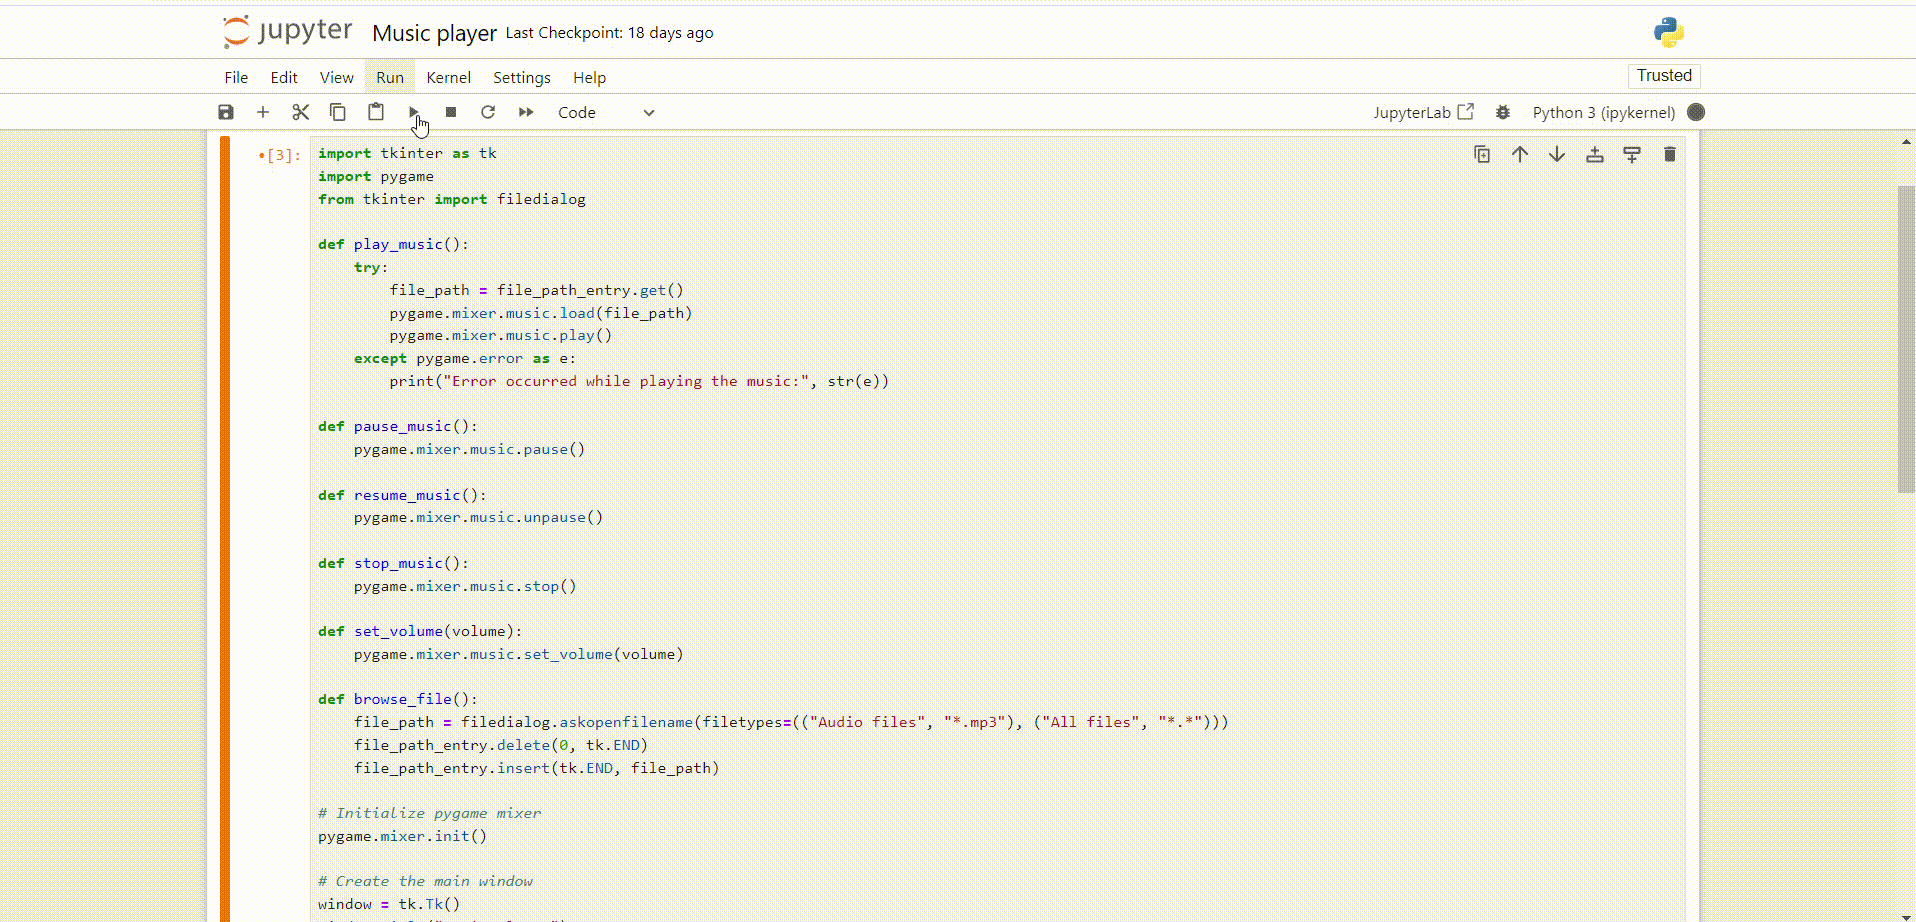 jupyter Music player Last Checkpoint: 18 days ago
File Edit View Run Kernel Settings Help Trusted
Code JupyterLab Python 3 (ipykernel)
•[3]:
import tkinter as tk
import pygame
from tkinter import filedialog
def play_music():
    try:
        file_path = file_path_entry.get()
        pygame.mixer.music.load(file_path)
        pygame.mixer.music.play()
    except pygame.error as e:
        print("Error occurred while playing the music:", str(e))
def pause_music():
    pygame.mixer.music.pause()
def resume_music():
    pygame.mixer.music.unpause()
def stop_music():
    pygame.mixer.music.stop()
def set_volume(volume):
    pygame.mixer.music.set_volume(volume)
def browse_file():
    file_path = filedialog.askopenfilename(filetypes=(("Audio files", "*.mp3"), ("All files", "*.*")))
    file_path_entry.delete(0, tk.END)
    file_path_entry.insert(tk.END, file_path)
# Initialize pygame mixer
pygame.mixer.init()
# Create the main window
window = tk.Tk()